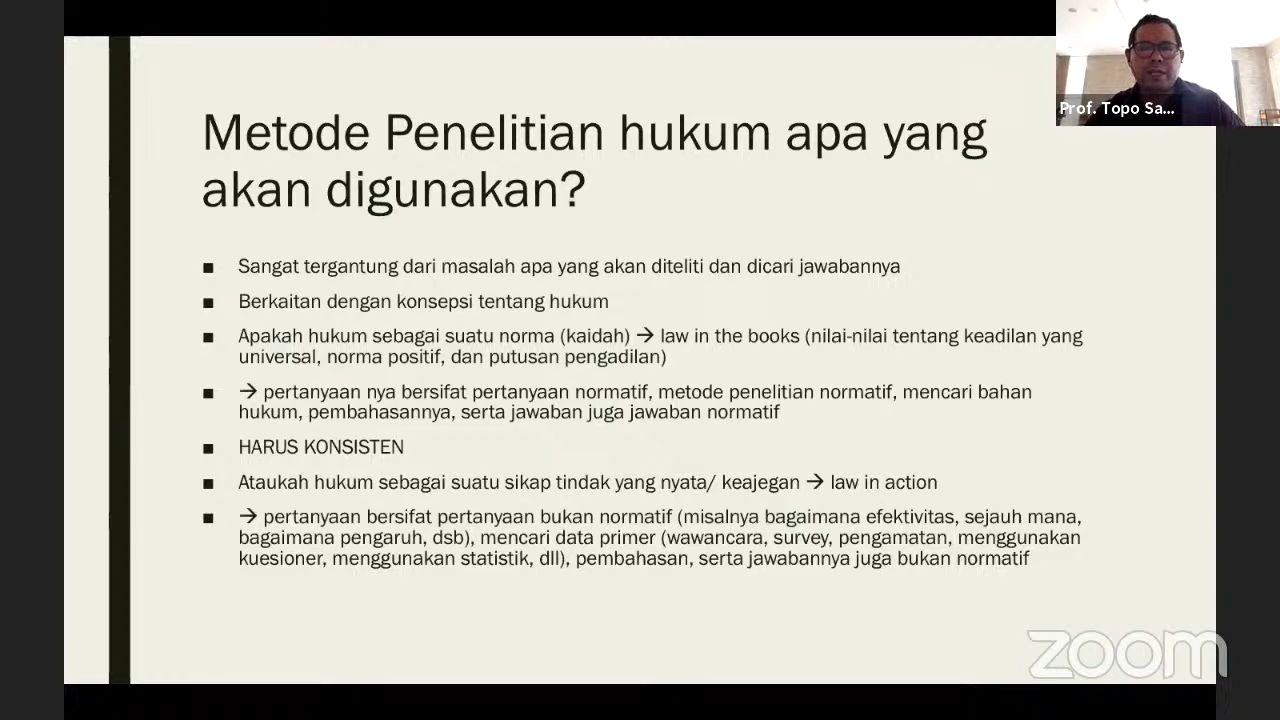 Prof. Topo Sa...
Metode Penelitian hukum apa yang
akan digunakan?
■ Sangat tergantung dari masalah apa yang akan diteliti dan dicari jawabannya
■ Berkaitan dengan konsepsi tentang hukum
■ Apakah hukum sebagai suatu norma (kaidah) → law in the books (nilai-nilai tentang keadilan yang
universal, norma positif, dan putusan pengadilan)
■ → pertanyaan nya bersifat pertanyaan normatif, metode penelitian normatif, mencari bahan
hukum, pembahasannya, serta jawaban juga jawaban normatif
■ HARUS KONSISTEN
■ Ataukah hukum sebagai suatu sikap tindak yang nyata/ keajegan → law in action
■ → pertanyaan bersifat pertanyaan bukan normatif (misalnya bagaimana efektivitas, sejauh mana,
bagaimana pengaruh, dsb), mencari data primer (wawancara, survey, pengamatan, menggunakan
kuesioner, menggunakan statistik, dll), pembahasan, serta jawabannya juga bukan normatif
zoom